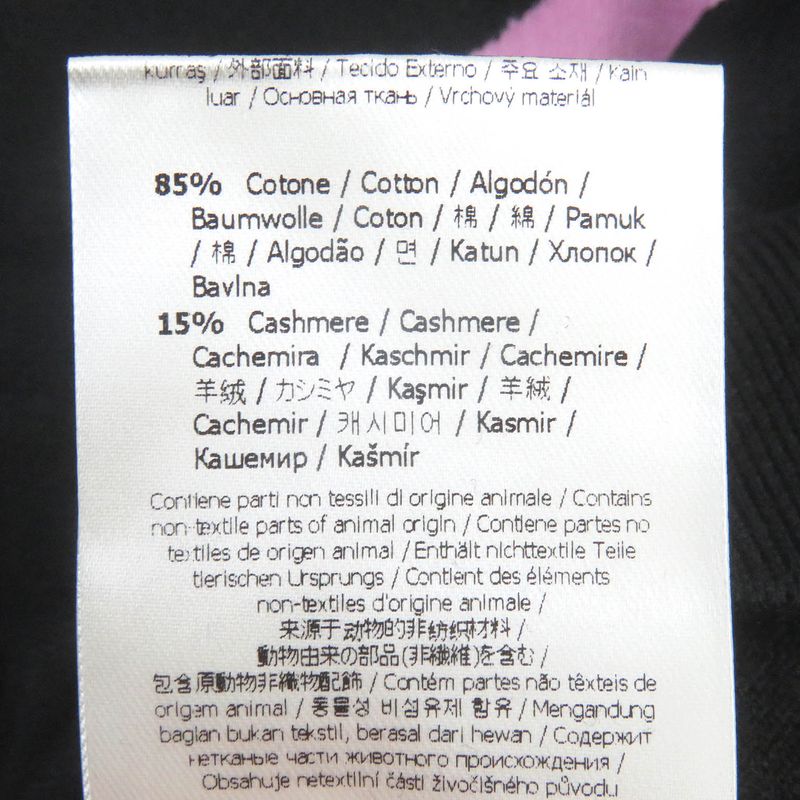 kumaş / 外部面料 / Tecido Externo / 주요 소재 / Kain
luar / Основная ткань / Vrchový materiál
85% Cotone / Cotton / Algodón /
Baumwolle / Coton / 棉 / 綿 / Pamuk
/ 棉 / Algodão / 면 / Katun / Хлопок /
Bavlna
15% Cashmere / Cashmere /
Cachemira / Kaschmir / Cachemire /
羊绒 / カシミヤ / Kaşmir / 羊絨 /
Cachemir / 캐시미어 / Kasmir /
Кашемир / Kašmír
Contiene parti non tessili di origine animale / Contains
non-textile parts of animal origin / Contiene partes no
textiles de origen animal / Enthält nichttextile Teile
tierischen Ursprungs / Contient des éléments
non-textiles d'origine animale /
来源于动物的非纺织材料 /
動物由来の部品(非繊維)を含む /
包含原動物非織物配飾 / Contém partes não têxteis de
origem animal / 동물성 비섬유제 함유 / Mengandung
bagian bukan tekstil, berasal dari hewan / Содержит
нетканые части животного происхождения /
Obsahuje netextilní části živočišného původu